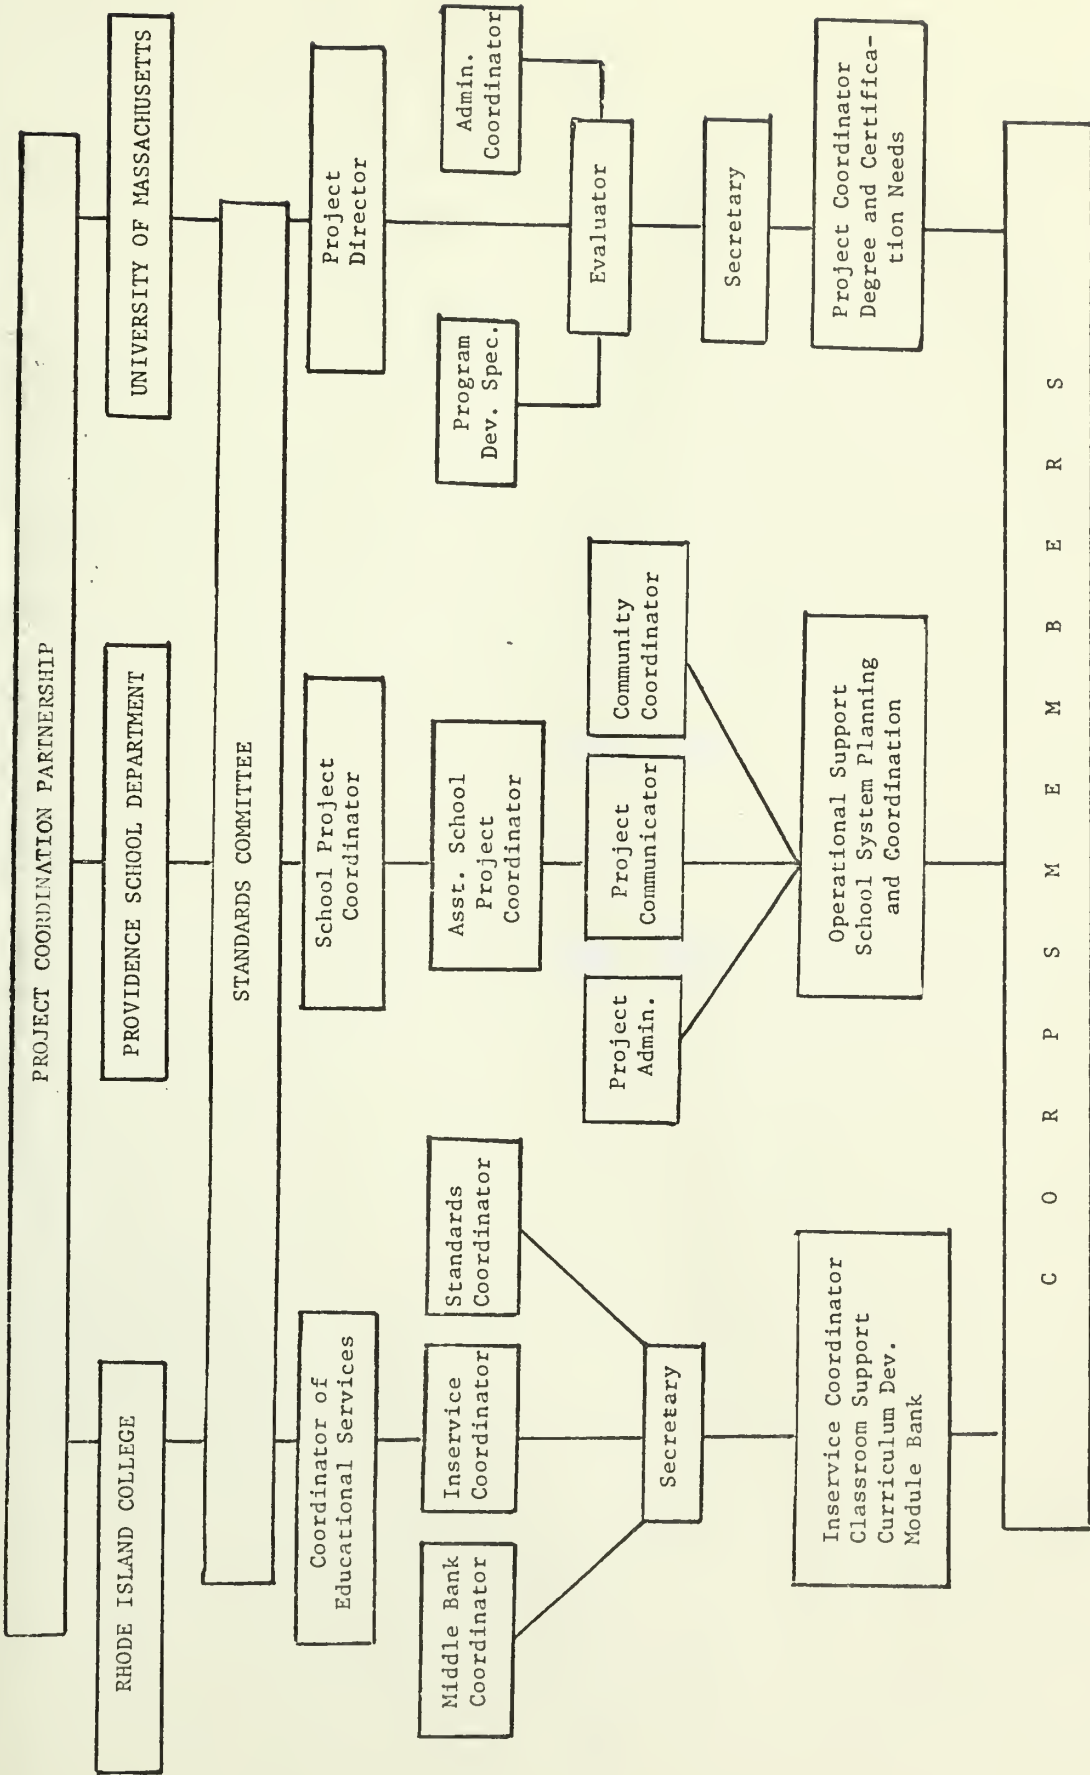 PROJECT COORDINATION PARTNERSHIP
RHODE ISLAND COLLEGE
PROVIDENCE SCHOOL DEPARTMENT
UNIVERSITY OF MASSACHUSETTS
STANDARDS COMMITTEE
Coordinator of
Educational Services
School Project
Coordinator
Project
Director
Middle Bank
Coordinator
Inservice
Coordinator
Standards
Coordinator
Asst. School
Project
Coordinator
Program
Dev. Spec.
Admin.
Coordinator
Secretary
Project
Admin.
Project
Communicator
Community
Coordinator
Evaluator
Secretary
Inservice Coordinator
Classroom Support
Curriculum Dev.
Module Bank
Operational Support
School System Planning
and Coordination
Project Coordinator
Degree and Certifica-
tion Needs
C O R P S M E M B E R S